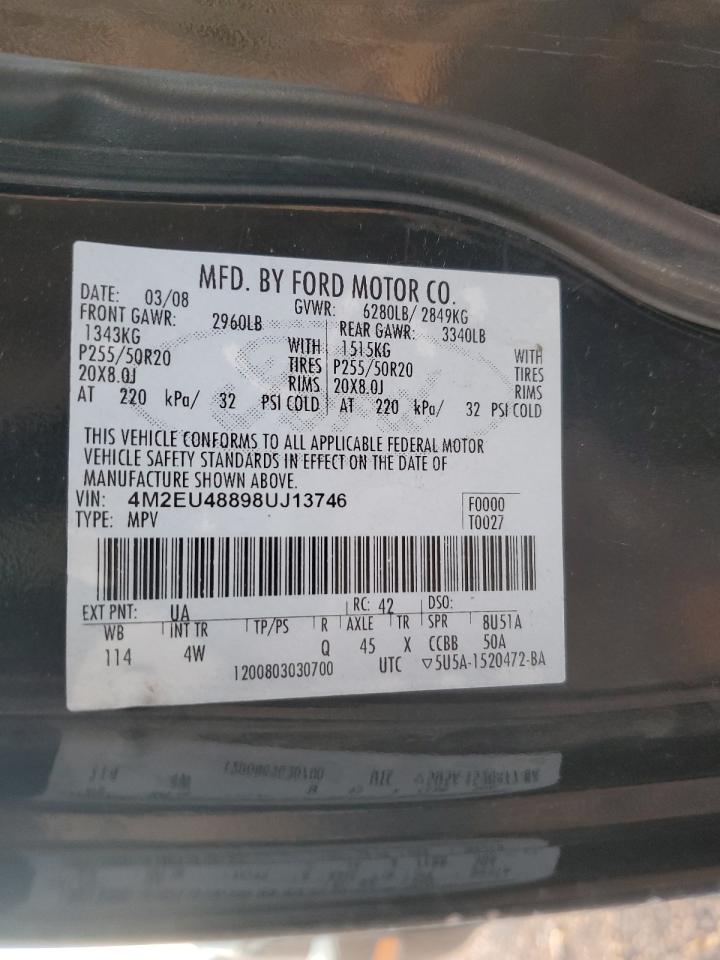 MFD. BY FORD MOTOR CO.
DATE: 03/08 GVWR: 6280LB/ 2849KG
FRONT GAWR: 2960LB REAR GAWR: 3340LB
1343KG WITH 1515KG WITH
P255/50R20 TIRES P255/50R20 TIRES
20X8.0J RIMS 20X8.0J RIMS
AT 220 kPa/ 32 PSI COLD AT 220 kPa/ 32 PSI COLD
THIS VEHICLE CONFORMS TO ALL APPLICABLE FEDERAL MOTOR
VEHICLE SAFETY STANDARDS IN EFFECT ON THE DATE OF
MANUFACTURE SHOWN ABOVE.
VIN: 4M2EU48898UJ13746 F0000
TYPE: MPV T0027
EXT PNT: UA RC: 42 DSO:
WB INT TR TP/PS R AXLE TR SPR 8U51A
114 4W Q 45 X CCBB 50A
1200803030700 UTC ▽5U5A-1520472-BA